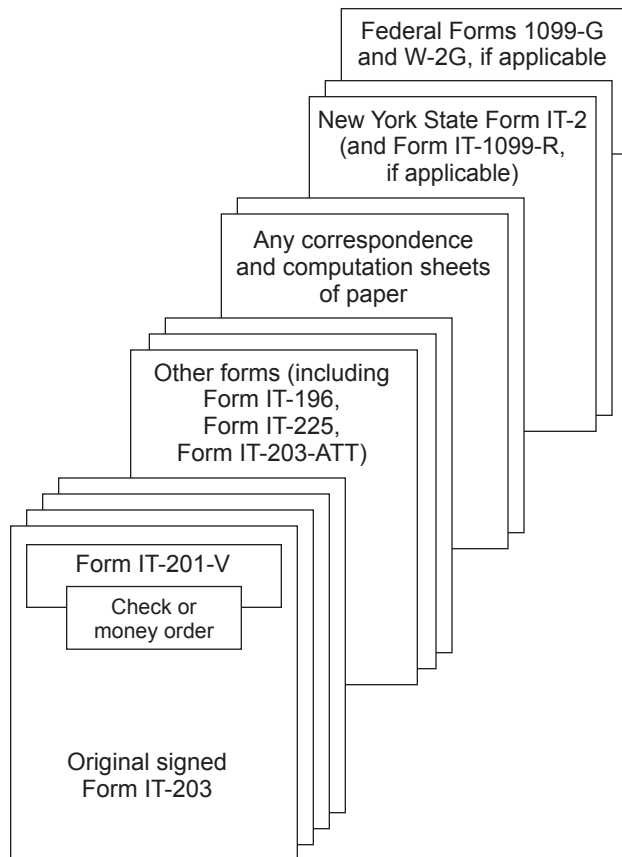 Federal Forms 1099-G
and W-2G, if applicable
New York State Form IT-2
(and Form IT-1099-R,
if applicable)
Any correspondence
and computation sheets
of paper
Other forms (including
Form IT-196,
Form IT-225,
Form IT-203-ATT)
Form IT-201-V
Check or
money order
Original signed
Form IT-203